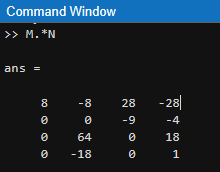 Command Window
>> M.*N
ans =
8 -8 28 -28
0 0 -9 -4
0 64 0 18
0 -18 0 1